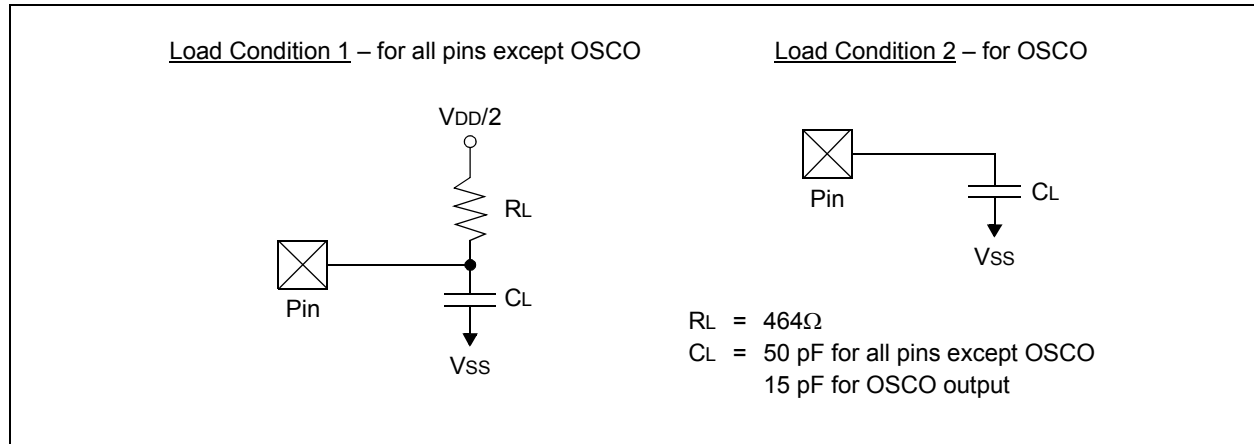 Load Condition 1 – for all pins except OSCO
VDD/2
RL
Pin
CL
VSS
Load Condition 2 – for OSCO
Pin
CL
VSS
RL = 464Ω
CL = 50 pF for all pins except OSCO
15 pF for OSCO output